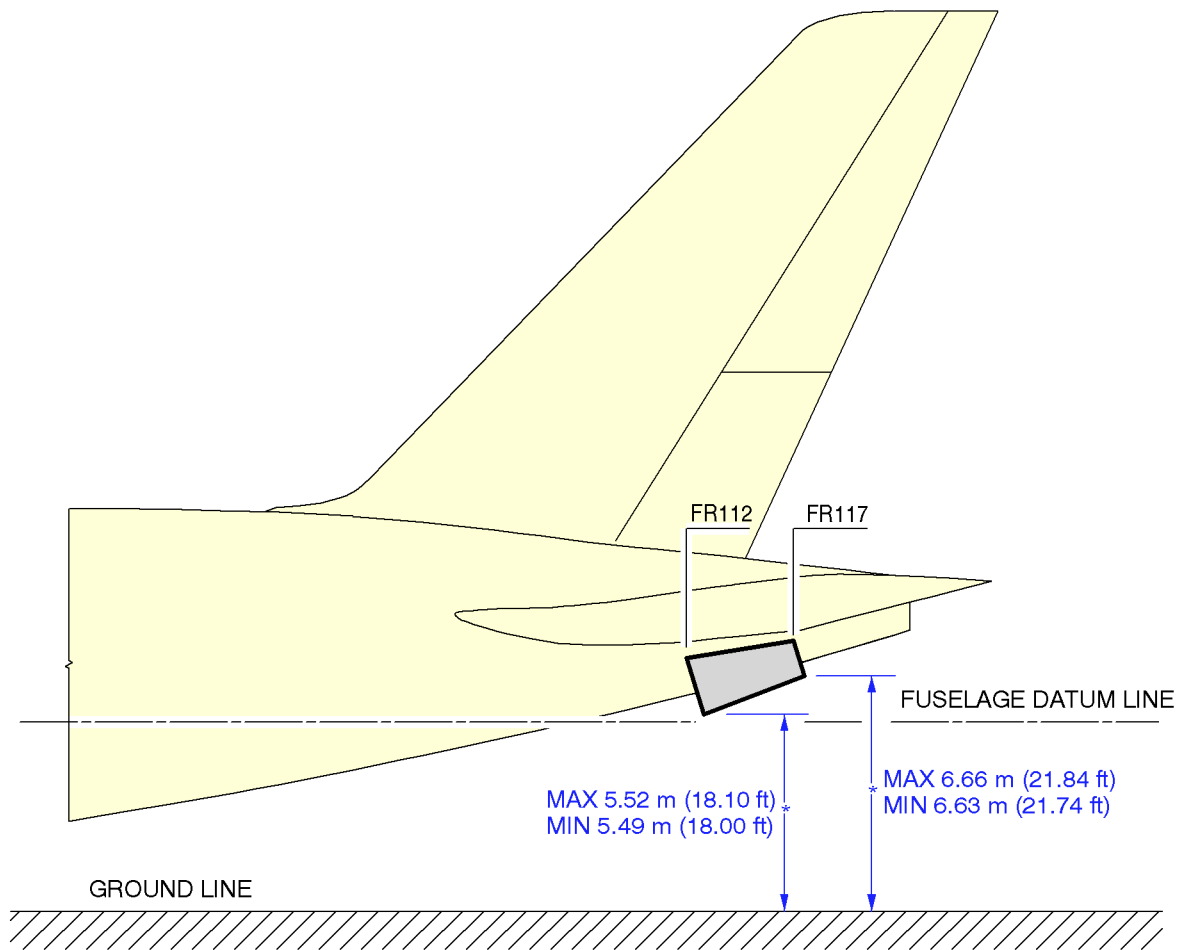 FR112
FR117
FUSELAGE DATUM LINE
MAX 6.66 m (21.84 ft)
MIN 6.63 m (21.74 ft)
*
MAX 5.52 m (18.10 ft)
MIN 5.49 m (18.00 ft)
*
GROUND LINE